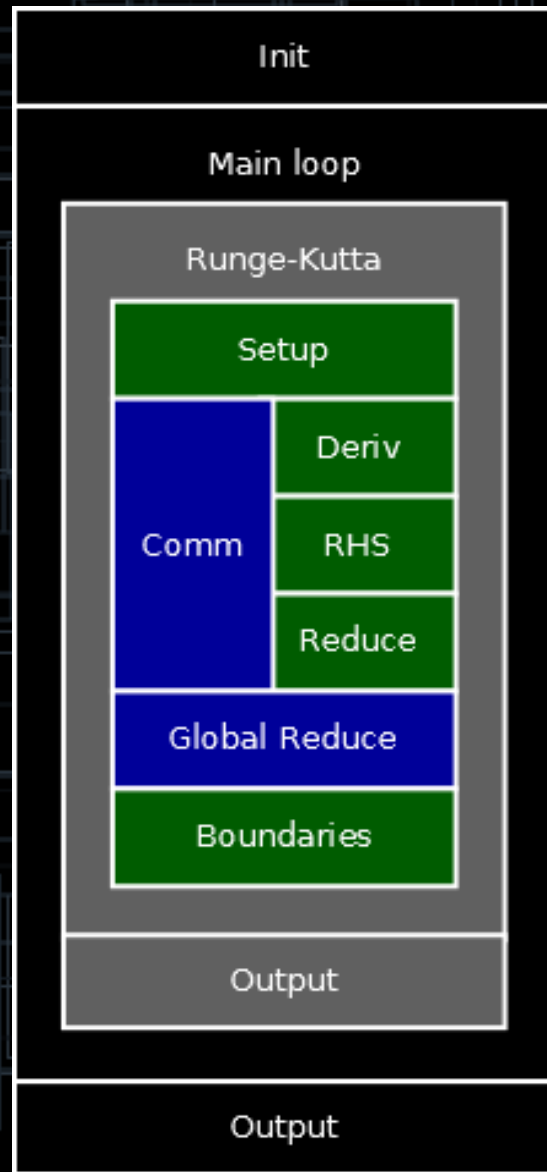 Init
Main loop
Runge-Kutta
Setup
Comm
Deriv
RHS
Reduce
Global Reduce
Boundaries
Output
Output